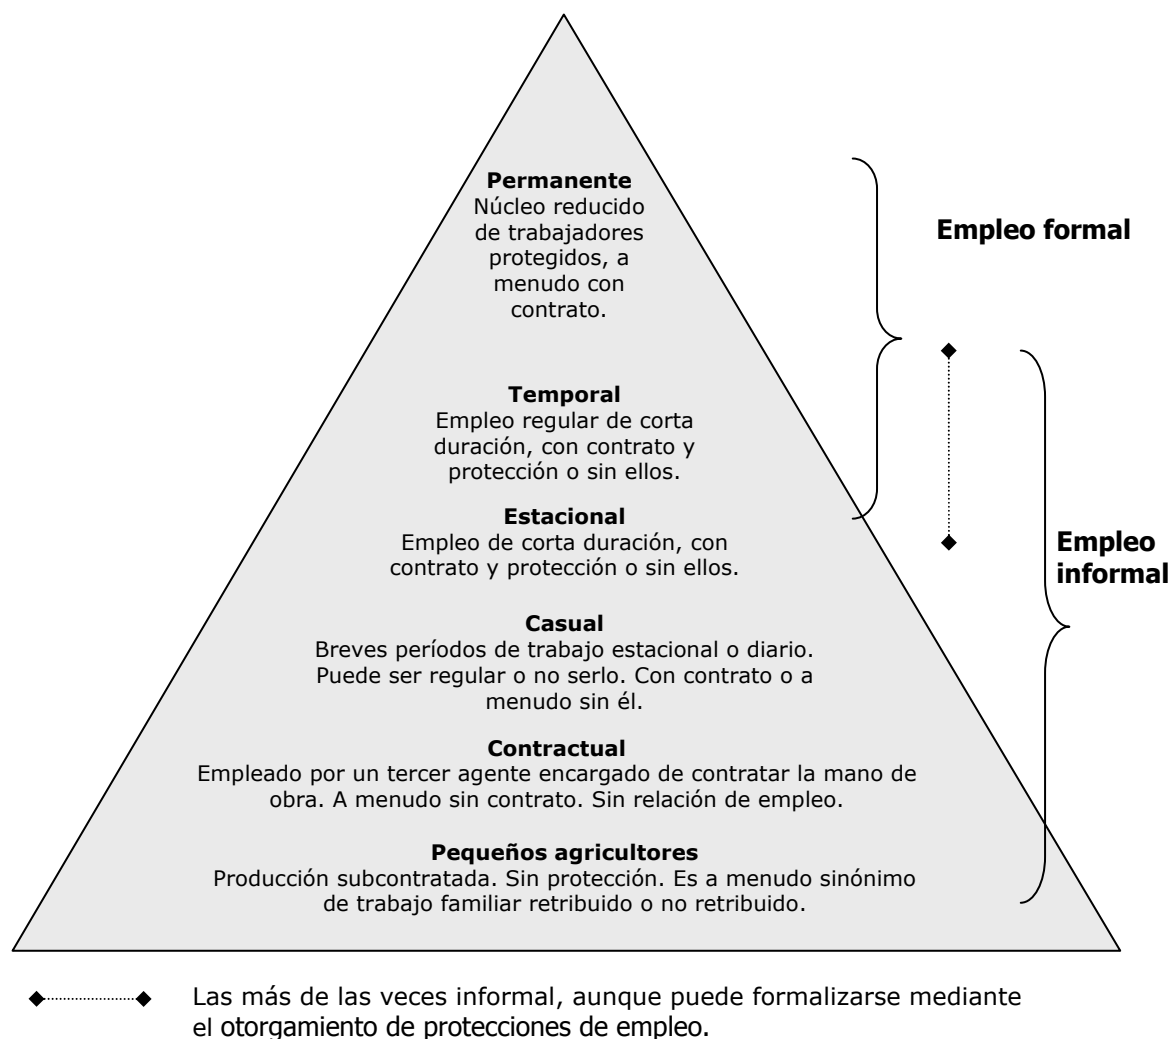 Permanente
Núcleo reducido
de trabajadores
protegidos, a
menudo con
contrato.
Empleo formal
Temporal
Empleo regular de corta
duración, con contrato y
protección o sin ellos.
Estacional
Empleo de corta duración, con
contrato y protección o sin ellos.
Empleo
informal
Casual
Breves períodos de trabajo estacional o diario.
Puede ser regular o no serlo. Con contrato o a
menudo sin él.
Contractual
Empleado por un tercer agente encargado de contratar la mano de
obra. A menudo sin contrato. Sin relación de empleo.
Pequeños agricultores
Producción subcontratada. Sin protección. Es a menudo sinónimo
de trabajo familiar retribuido o no retribuido.
Las más de las veces informal, aunque puede formalizarse mediante
el otorgamiento de protecciones de empleo.